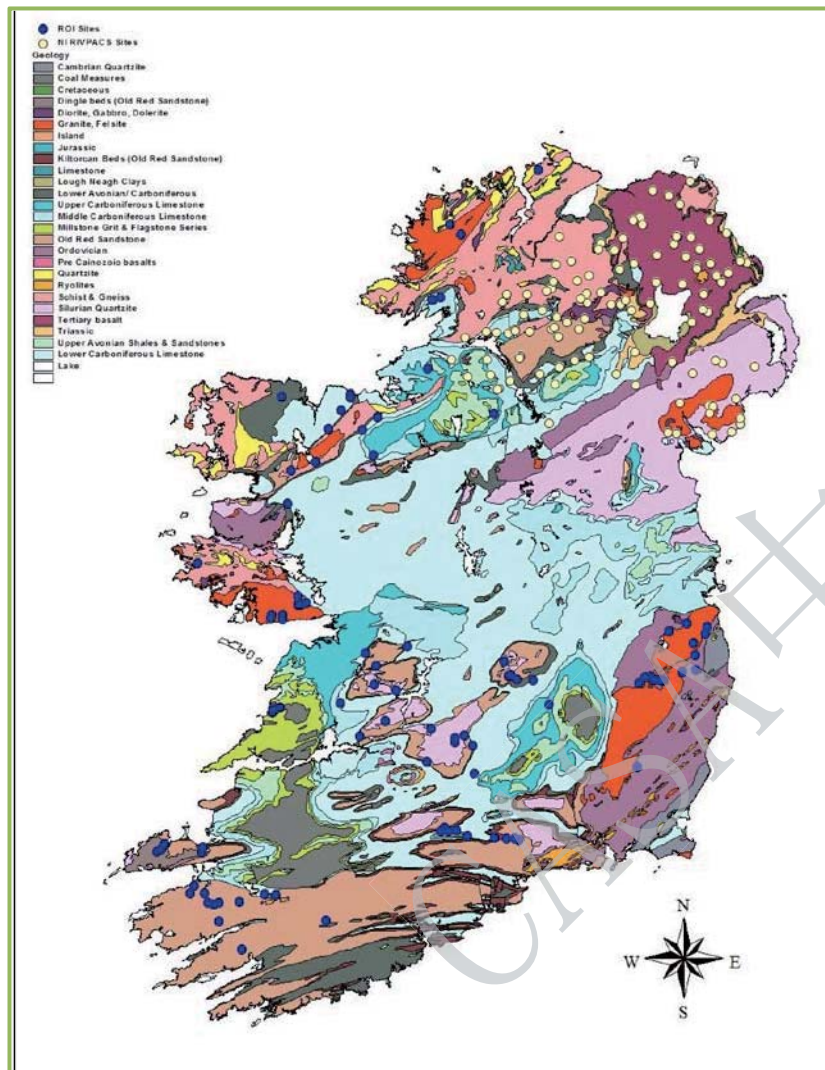 ROI Sites
NI RIVPACS Sites
Geology
Cambrian Quartzite
Coal Measures
Cretaceous
Dingle beds (Old Red Sandstone)
Diorite, Gabbro, Dolerite
Granite, Felsite
Island
Jurassic
Kiltorcan Beds (Old Red Sandstone)
Limestone
Lough Neagh Clays
Lower Avonian/ Carboniferous
Upper Carboniferous Limestone
Middle Carboniferous Limestone
Millstone Grit & Flagstone Series
Old Red Sandstone
Ordovician
Pre Cainozoio basalts
Quartzite
Ryolites
Schist & Gneiss
Silurian Quartzite
Tertiary basalt
Triassic
Upper Avonian Shales & Sandstones
Lower Carboniferous Limestone
Lake
N
W E
S